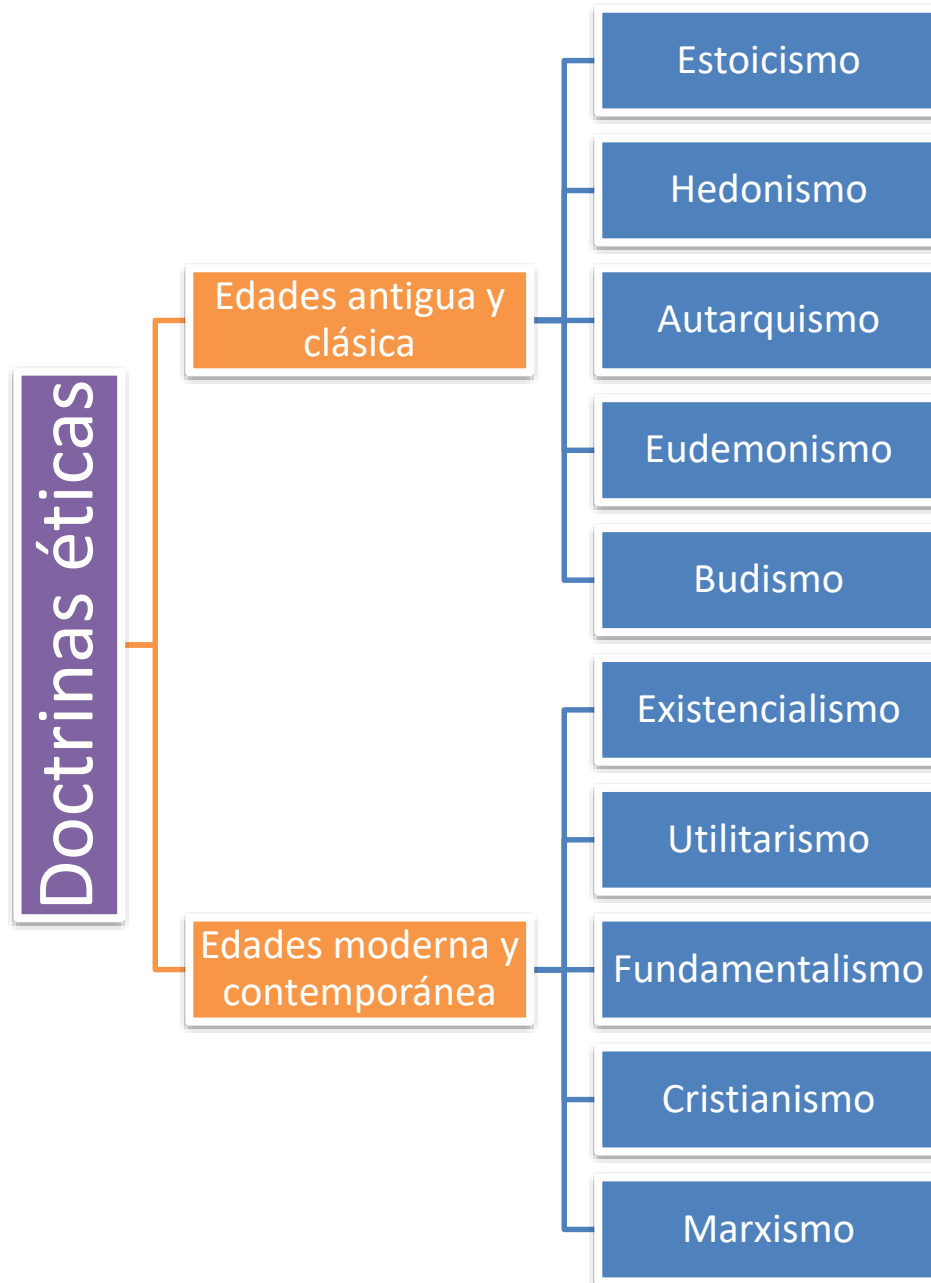 Doctrinas éticas
Edades antigua y
clásica
Estoicismo
Hedonismo
Autarquismo
Eudemonismo
Budismo
Edades moderna y
contemporánea
Existencialismo
Utilitarismo
Fundamentalismo
Cristianismo
Marxismo